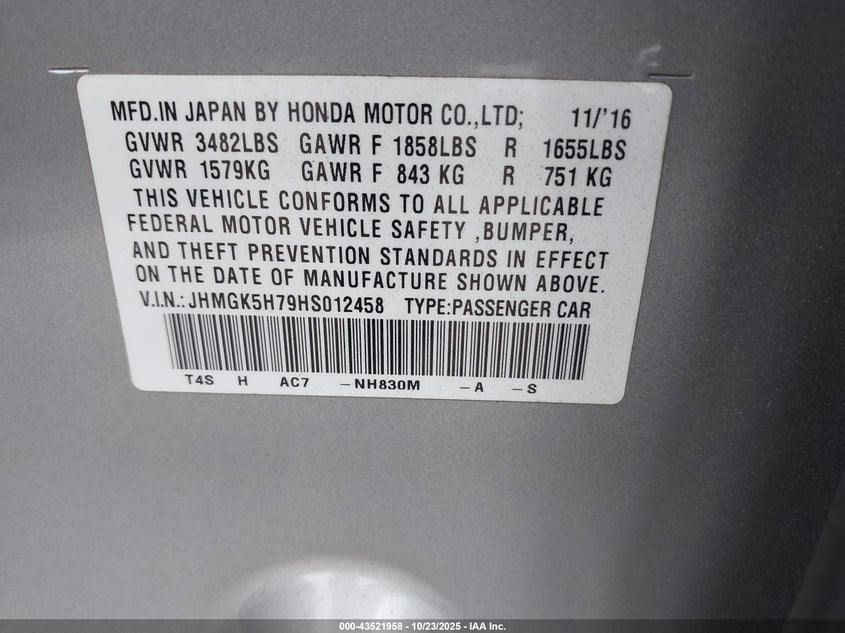 MFD.IN JAPAN BY HONDA MOTOR CO.,LTD; 11/'16
GVWR 3482LBS GAWR F 1858LBS R 1655LBS
GVWR 1579KG GAWR F 843 KG R 751 KG
THIS VEHICLE CONFORMS TO ALL APPLICABLE
FEDERAL MOTOR VEHICLE SAFETY ,BUMPER,
AND THEFT PREVENTION STANDARDS IN EFFECT
ON THE DATE OF MANUFACTURE SHOWN ABOVE.
V.I.N.: JHMGK5H79HS012458 TYPE:PASSENGER CAR
T4S H AC7 -NH830M -A -S
000-43521958 - 10/23/2025 - IAA Inc.